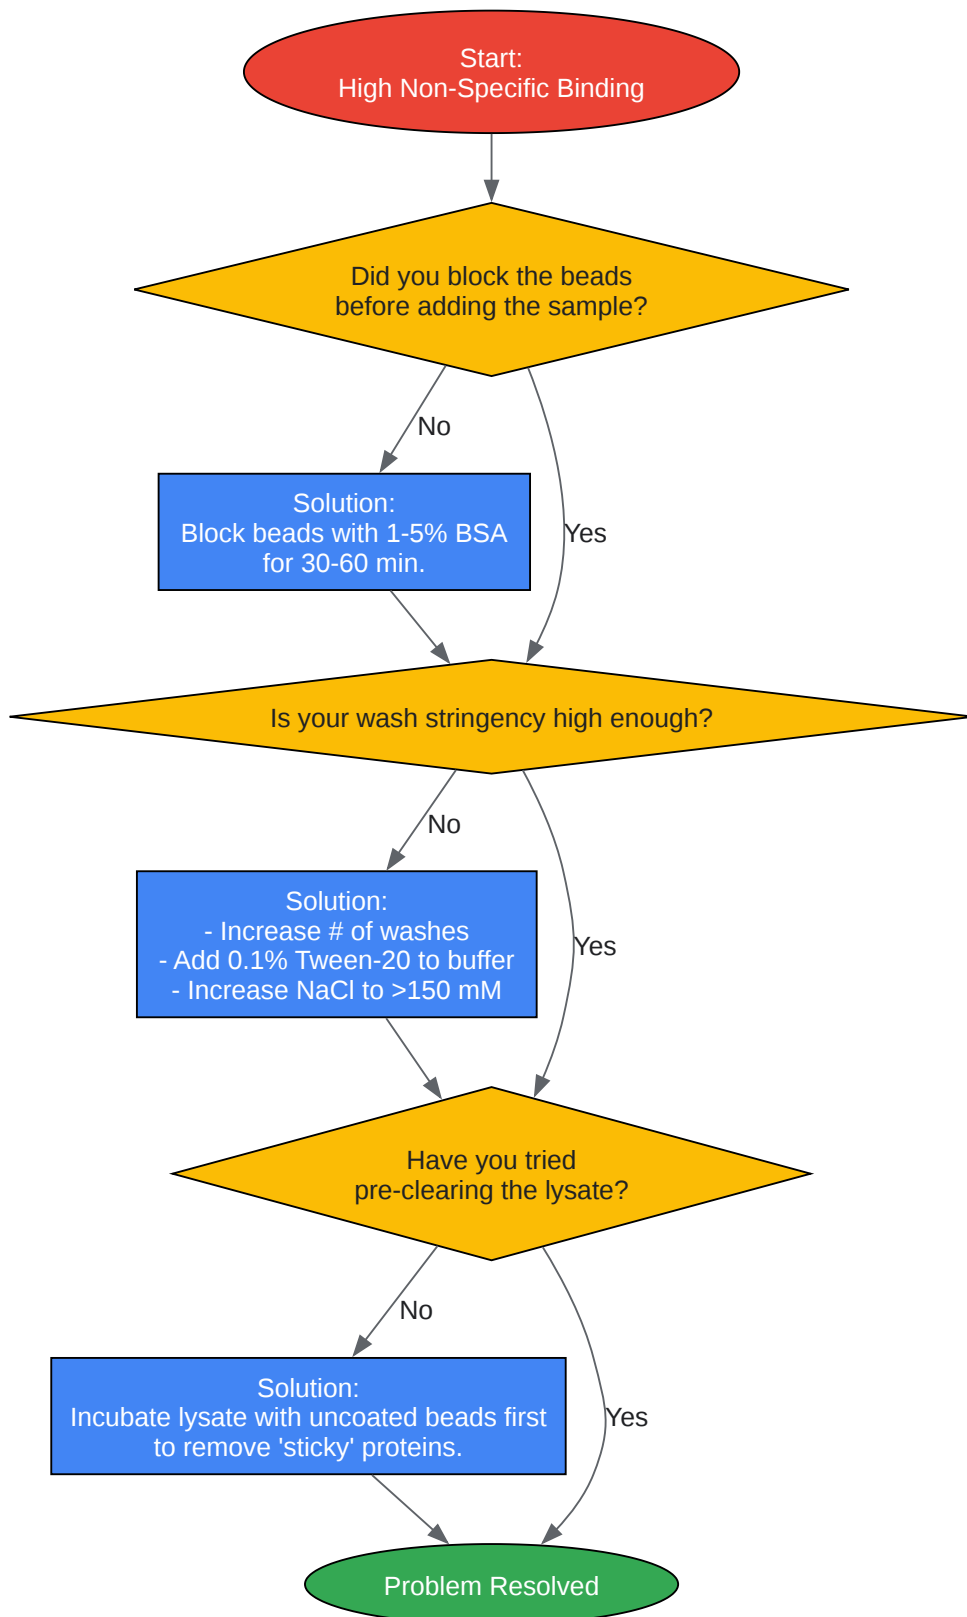 Start:
High Non-Specific Binding
Did you block the beads
before adding the sample?
No
Solution:
Block beads with 1-5% BSA
for 30-60 min.
Yes
Is your wash stringency high enough?
No
Solution:
- Increase # of washes
- Add 0.1% Tween-20 to buffer
- Increase NaCl to >150 mM
Yes
Have you tried
pre-clearing the lysate?
No
Solution:
Incubate lysate with uncoated beads first
to remove 'sticky' proteins.
Yes
Problem Resolved